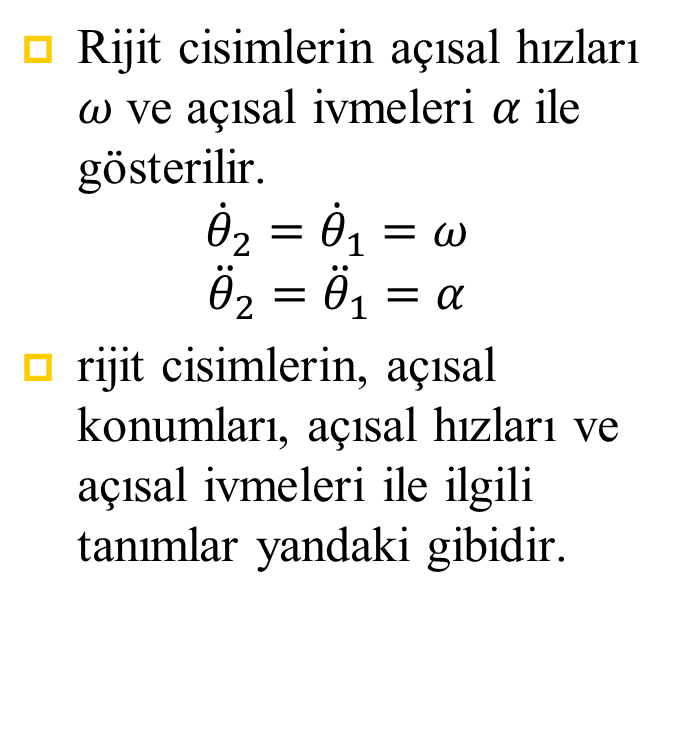 Rijit cisimlerin açısal hızları
ω ve açısal ivmeleri α ile
gösterilir.
θ̇₂ = θ̇₁ = ω
θ̈₂ = θ̈₁ = α
rijit cisimlerin, açısal
konumları, açısal hızları ve
açısal ivmeleri ile ilgili
tanımlar yandaki gibidir.